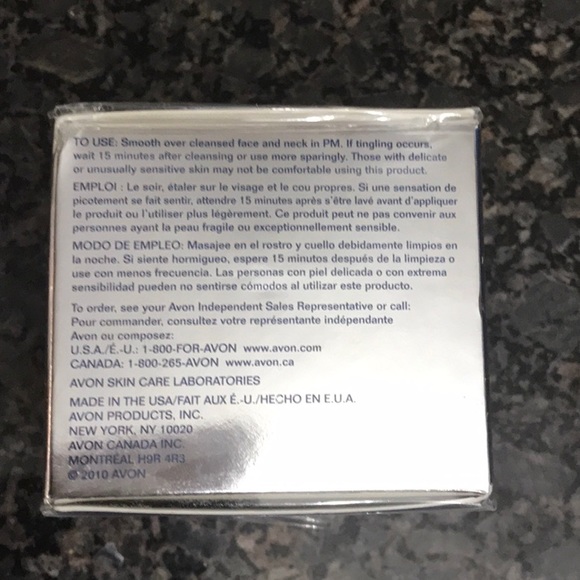 TO USE: Smooth over cleansed face and neck in PM. If tingling occurs,
wait 15 minutes after cleansing or use more sparingly. Those with delicate
or unusually sensitive skin may not be comfortable using this product.
EMPLOI : Le soir, étaler sur le visage et le cou propres. Si une sensation de
picotement se fait sentir, attendre 15 minutes après s'être lavé avant d'appliquer
le produit ou l'utiliser plus légèrement. Ce produit peut ne pas convenir aux
personnes ayant la peau fragile ou exceptionnellement sensible.
MODO DE EMPLEO: Masajee en el rostro y cuello debidamente limpios en
la noche. Si siente hormigueo, espere 15 minutos después de la limpieza o
use con menos frecuencia. Las personas con piel delicada o con extrema
sensibilidad pueden no sentirse cómodos al utilizar este producto.
To order, see your Avon Independent Sales Representative or call:
Pour commander, consultez votre représentante indépendante
Avon ou composez:
U.S.A./É.-U.: 1-800-FOR-AVON www.avon.com
CANADA: 1-800-265-AVON www.avon.ca
AVON SKIN CARE LABORATORIES
MADE IN THE USA/FAIT AUX É.-U./HECHO EN E.U.A.
AVON PRODUCTS, INC.
NEW YORK, NY 10020
AVON CANADA INC.
MONTRÉAL H9R 4R3
© 2010 AVON